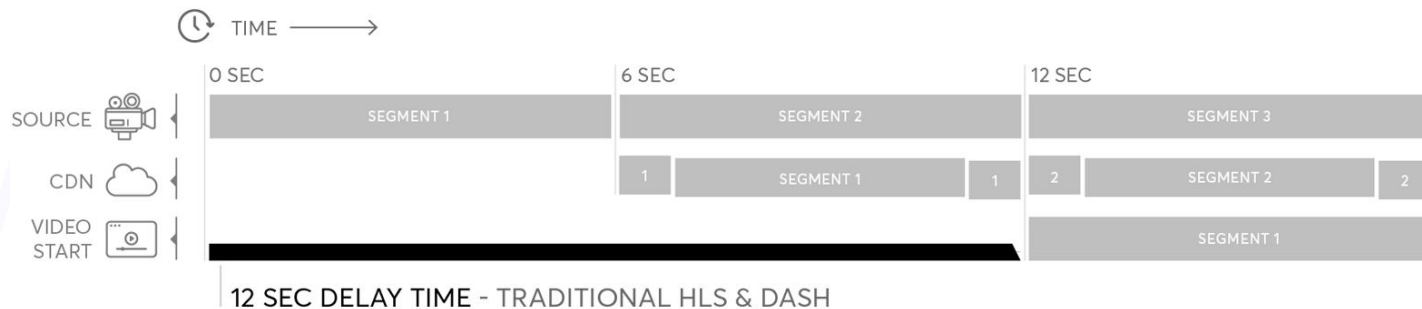 TIME
0 SEC 6 SEC 12 SEC
SOURCE SEGMENT 1 SEGMENT 2 SEGMENT 3
CDN 1 SEGMENT 1 1 2 SEGMENT 2 2
VIDEO
START SEGMENT 1
12 SEC DELAY TIME - TRADITIONAL HLS & DASH